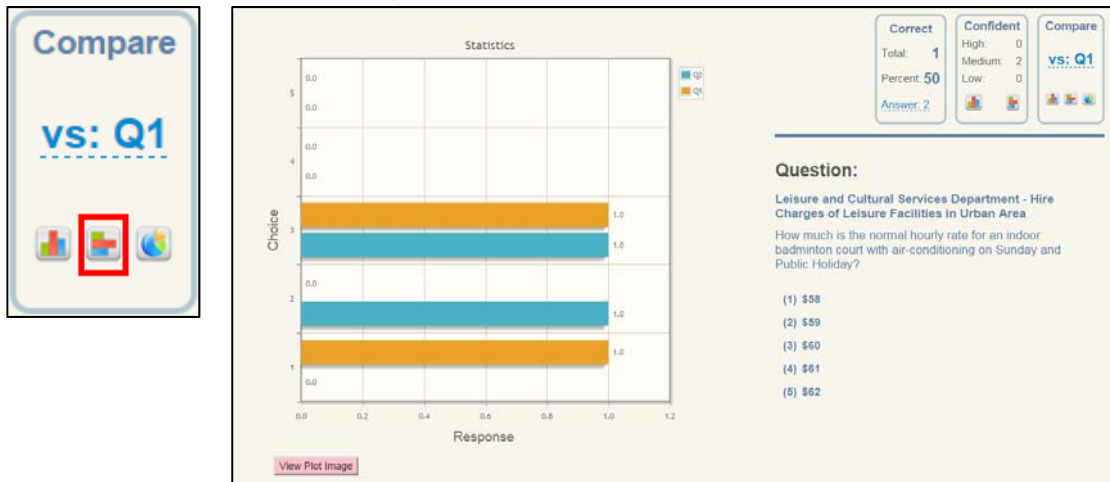 Compare
vs: Q1
Statistics
Q2
Q1
5
0.0
0.0
4
0.0
0.0
3
1.0
1.0
2
0.0
1.0
1
1.0
0.0
Choice
0.0 0.2 0.4 0.6 0.8 1.0 1.2
Response
View Plot Image
Correct
Total: 1
Percent: 50
Answer: 2
Confident
High: 0
Medium: 2
Low: 0
Compare
vs: Q1
Question:
Leisure and Cultural Services Department - Hire
Charges of Leisure Facilities in Urban Area
How much is the normal hourly rate for an indoor
badminton court with air-conditioning on Sunday and
Public Holiday?
(1) $58
(2) $59
(3) $60
(4) $61
(5) $62